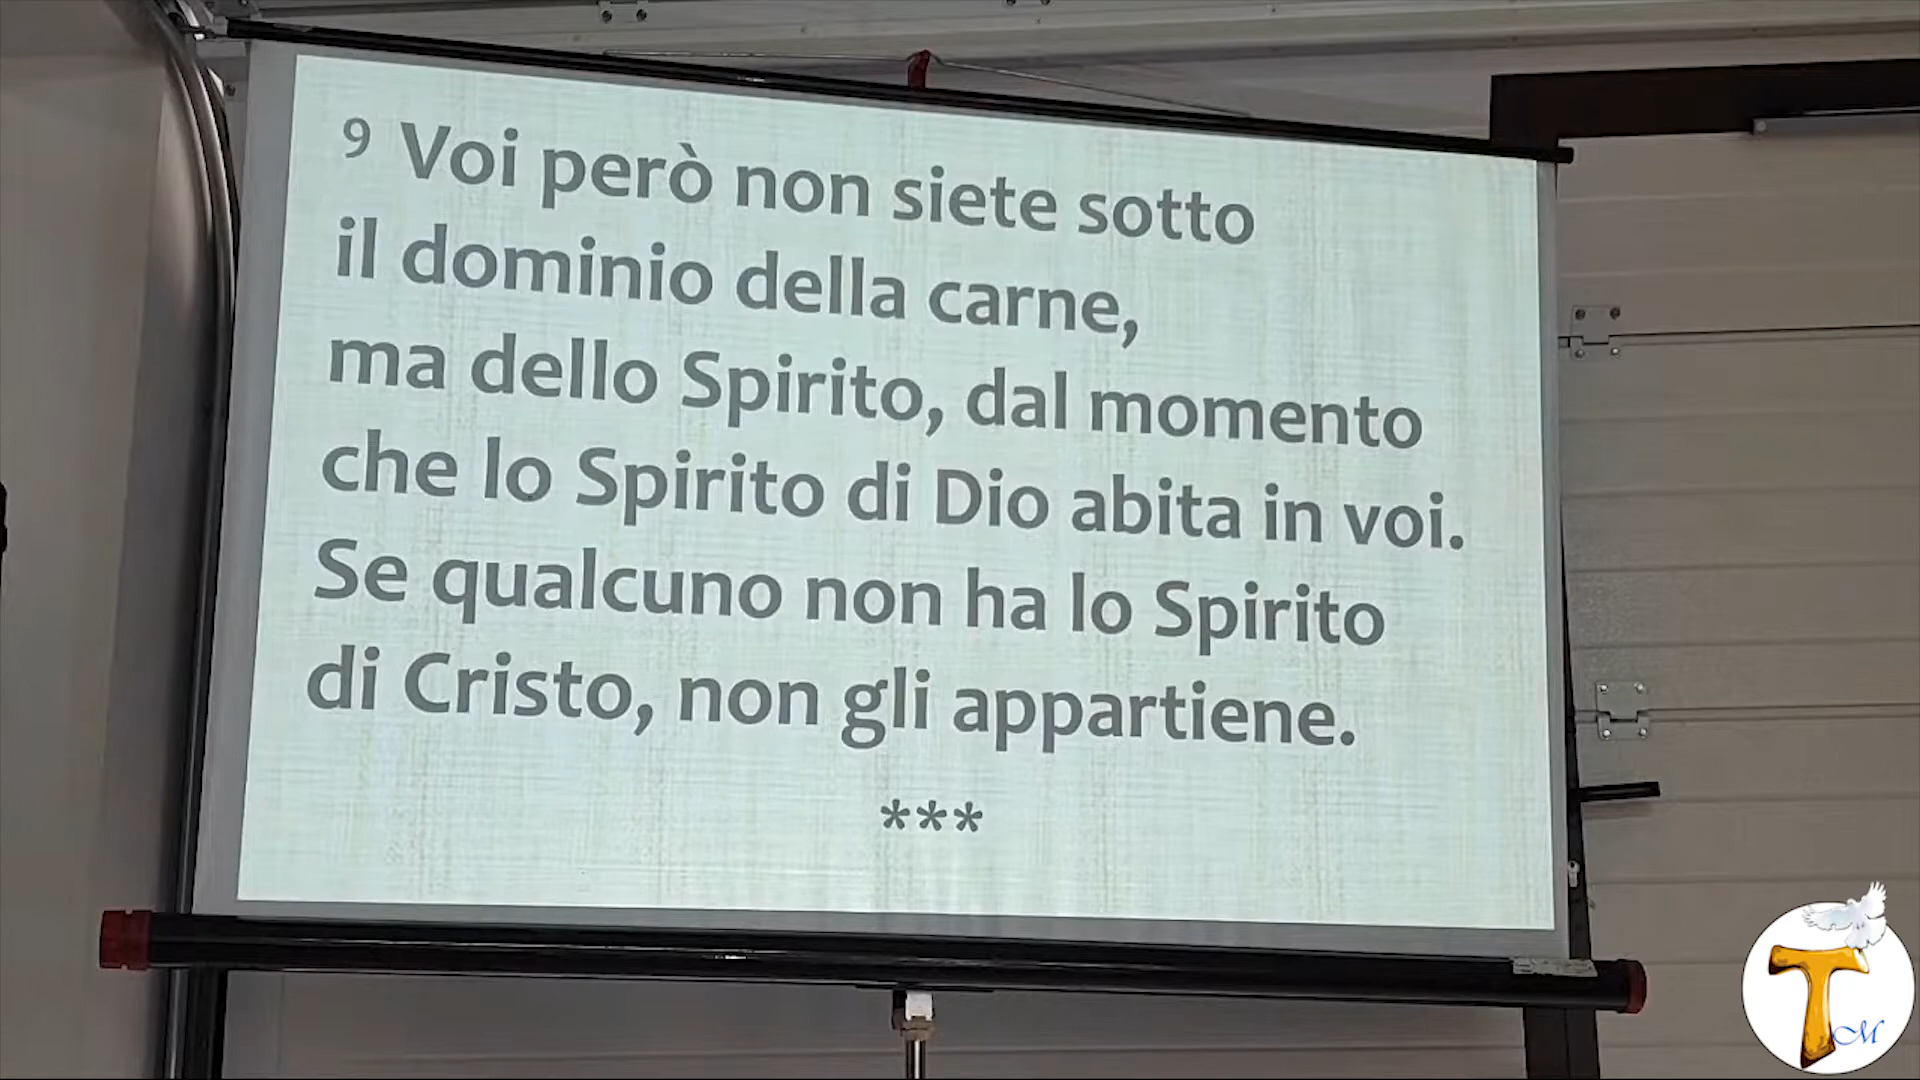 9 Voi però non siete sotto
il dominio della carne,
ma dello Spirito, dal momento
che lo Spirito di Dio abita in voi.
Se qualcuno non ha lo Spirito
di Cristo, non gli appartiene.
***
M